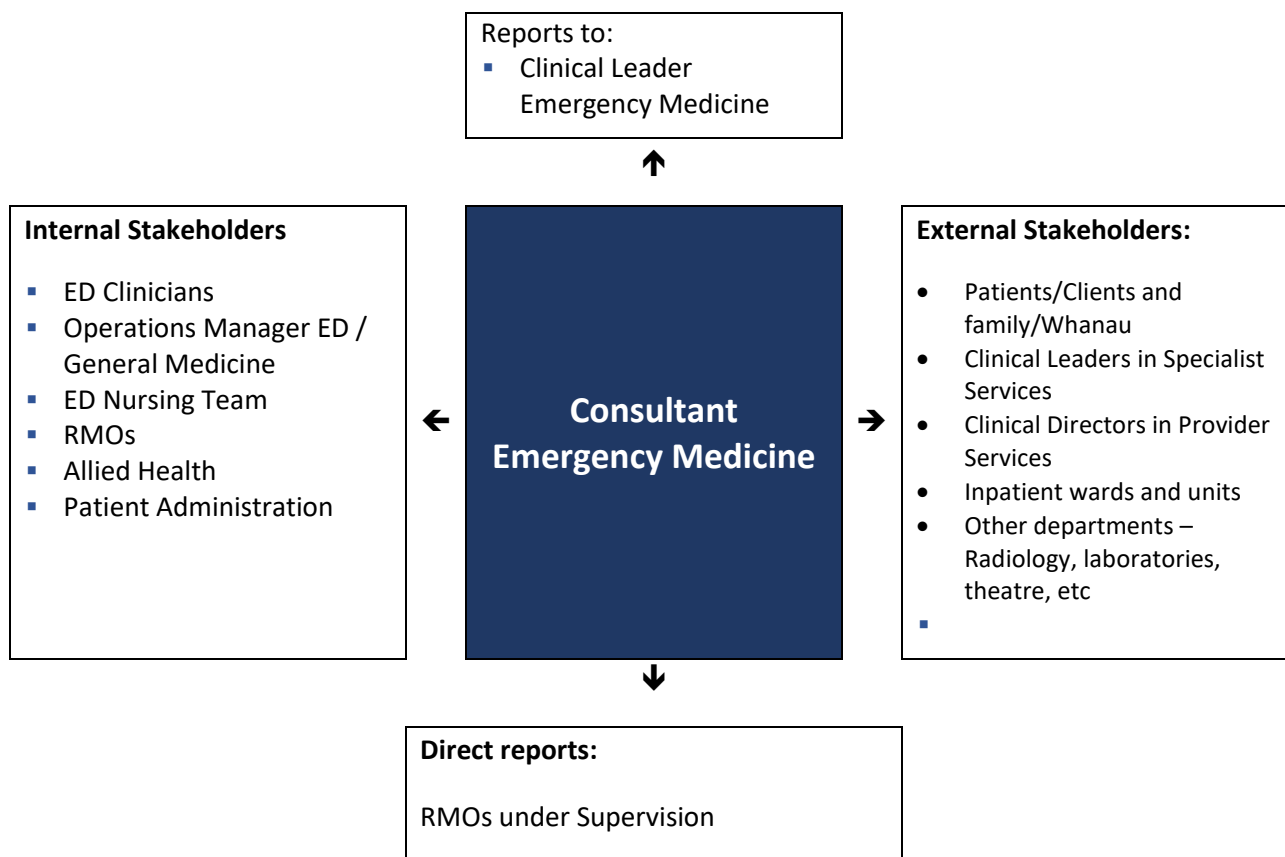 Reports to:
▪ Clinical Leader
Emergency Medicine
Internal Stakeholders
▪ ED Clinicians
▪ Operations Manager ED /
General Medicine
▪ ED Nursing Team
▪ RMOs
▪ Allied Health
▪ Patient Administration
Consultant
Emergency Medicine
External Stakeholders:
• Patients/Clients and
family/Whanau
• Clinical Leaders in Specialist
Services
• Clinical Directors in Provider
Services
• Inpatient wards and units
• Other departments –
Radiology, laboratories,
theatre, etc
▪
Direct reports:
RMOs under Supervision